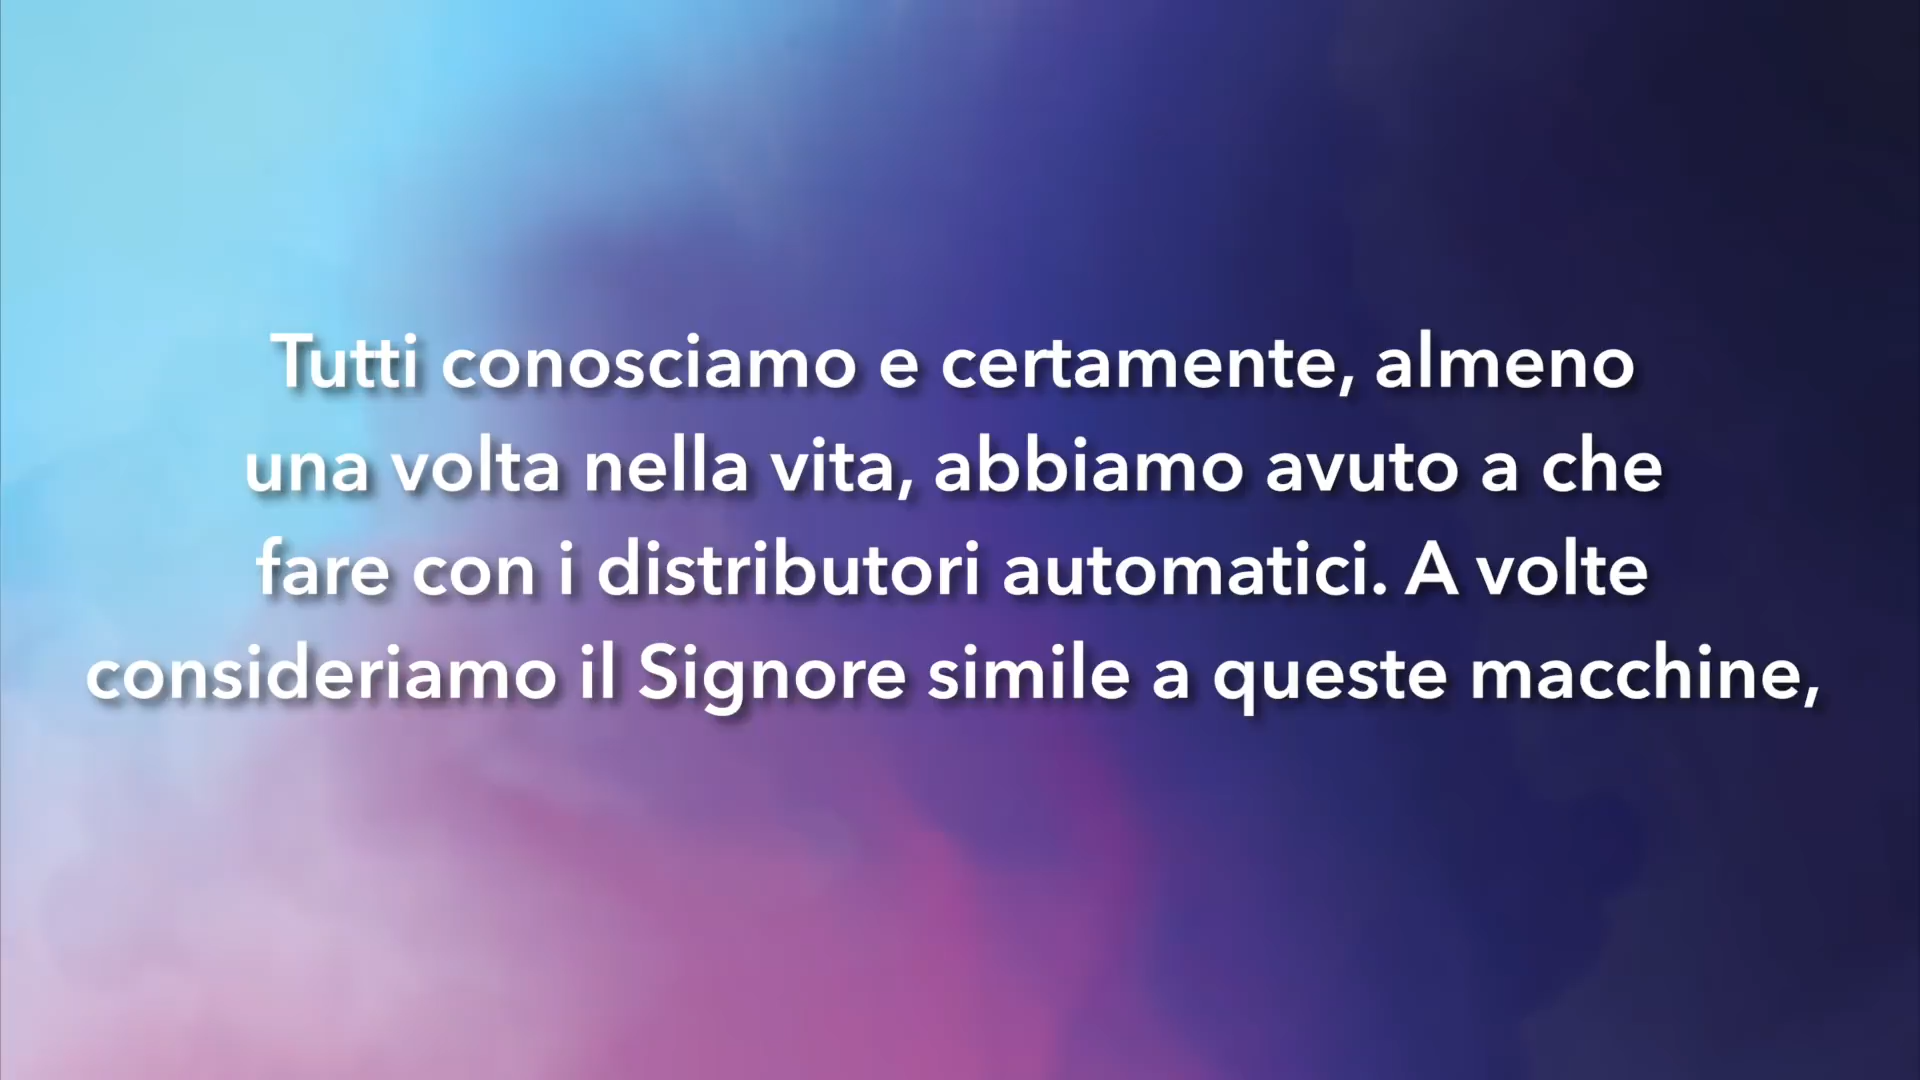 Tutti conosciamo e certamente, almeno
una volta nella vita, abbiamo avuto a che
fare con i distributori automatici. A volte
consideriamo il Signore simile a queste macchine,